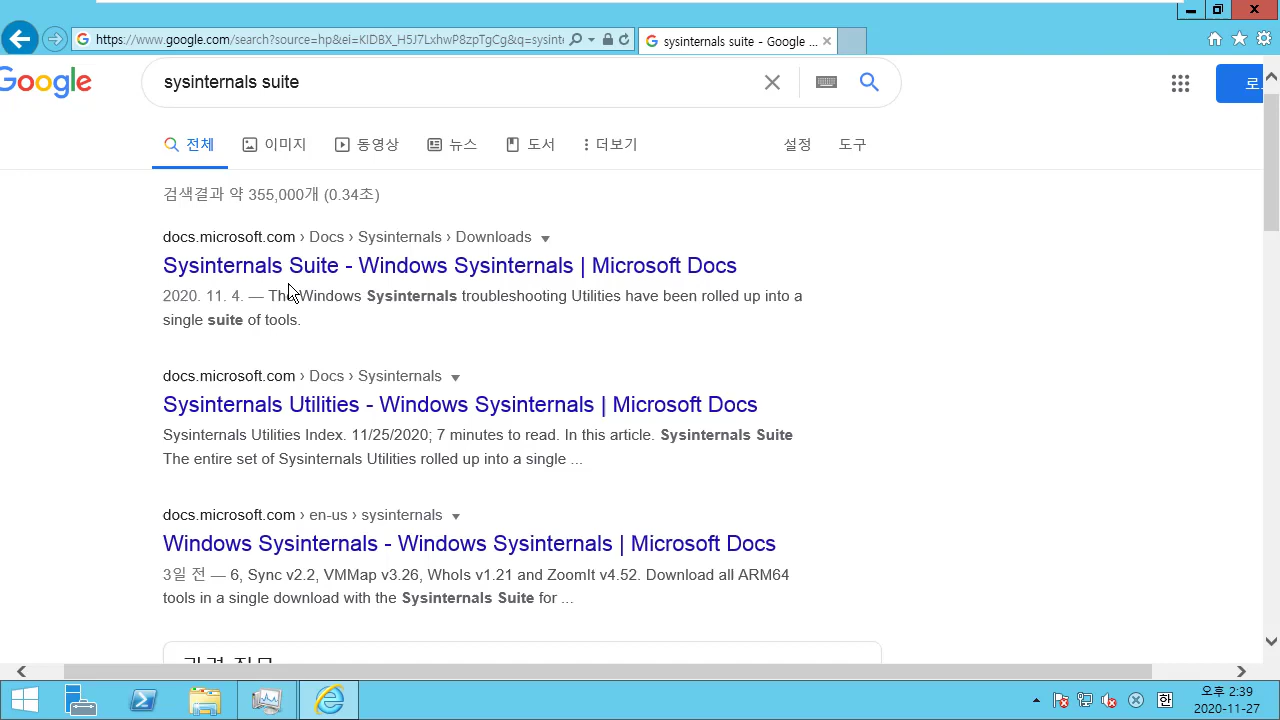 https://www.google.com/search?source=hp&ei=KIDBX_H5J7LxhwP8zpTgCg&q=sysint
sysinternals suite - Google ...
Google
sysinternals suite
로
전체
이미지
동영상
뉴스
도서
더보기
설정
도구
검색결과 약 355,000개 (0.34초)
docs.microsoft.com › Docs › Sysinternals › Downloads
Sysinternals Suite - Windows Sysinternals | Microsoft Docs
2020. 11. 4. — The Windows Sysinternals troubleshooting Utilities have been rolled up into a
single suite of tools.
docs.microsoft.com › Docs › Sysinternals
Sysinternals Utilities - Windows Sysinternals | Microsoft Docs
Sysinternals Utilities Index. 11/25/2020; 7 minutes to read. In this article. Sysinternals Suite
The entire set of Sysinternals Utilities rolled up into a single ...
docs.microsoft.com › en-us › sysinternals
Windows Sysinternals - Windows Sysinternals | Microsoft Docs
3일 전 — 6, Sync v2.2, VMMap v3.26, WhoIs v1.21 and ZoomIt v4.52. Download all ARM64
tools in a single download with the Sysinternals Suite for ...
한
오후 2:39
2020-11-27